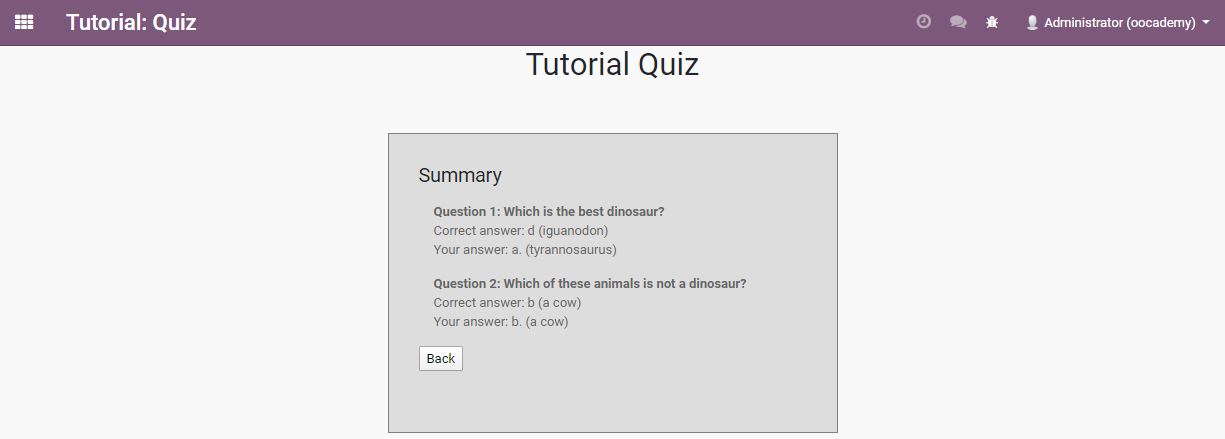 Tutorial: Quiz
Administrator (oocademy)
Tutorial Quiz
Summary
Question 1: Which is the best dinosaur?
Correct answer: d (iguanodon)
Your answer: a. (tyrannosaurus)
Question 2: Which of these animals is not a dinosaur?
Correct answer: b (a cow)
Your answer: b. (a cow)
Back